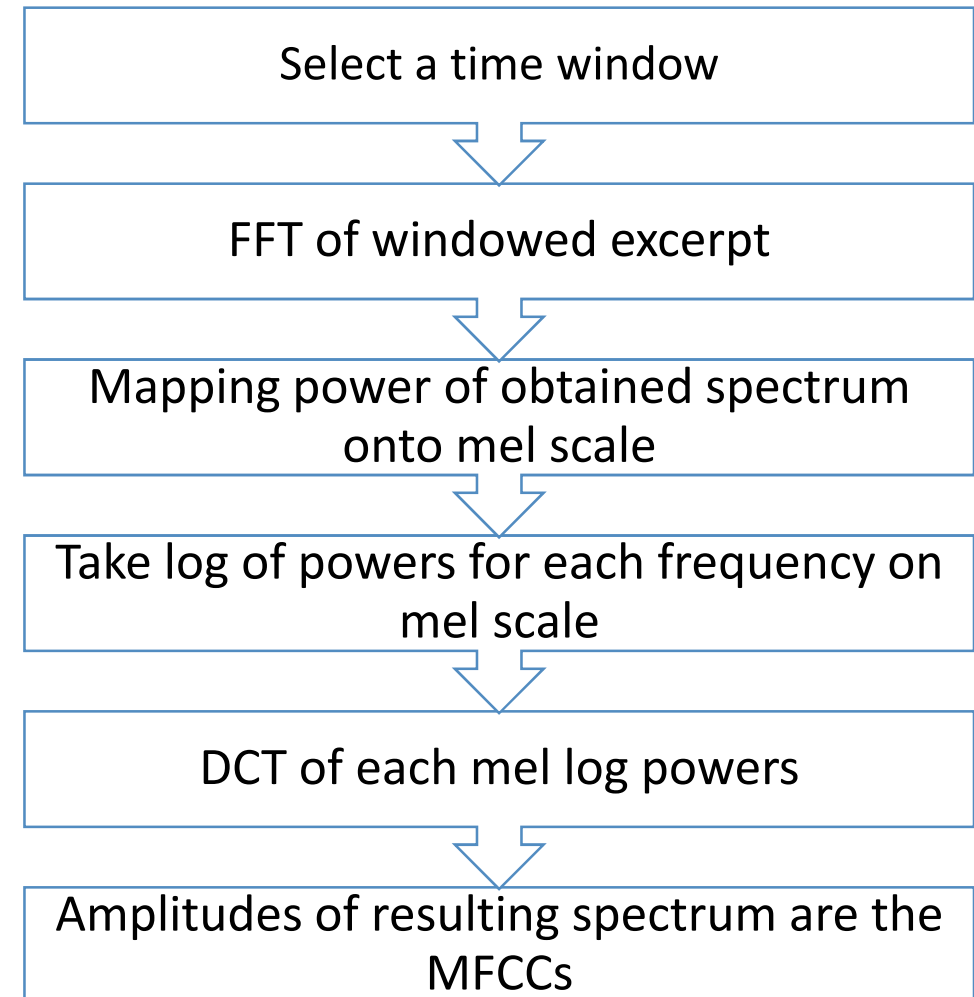 Select a time window
FFT of windowed excerpt
Mapping power of obtained spectrum
onto mel scale
Take log of powers for each frequency on
mel scale
DCT of each mel log powers
Amplitudes of resulting spectrum are the
MFCCs